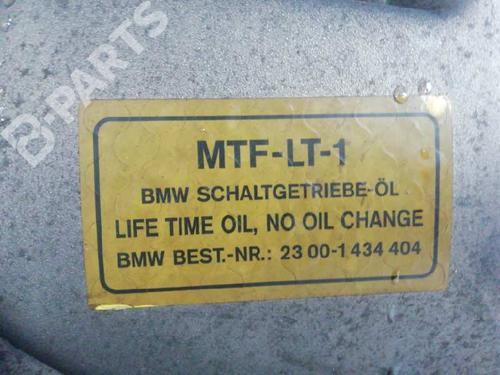 B-PARTS
MTF-LT-1
BMW SCHALTGETRIEBE-ÖL
LIFE TIME OIL, NO OIL CHANGE
BMW BEST.-NR.: 23 00-1 434 404